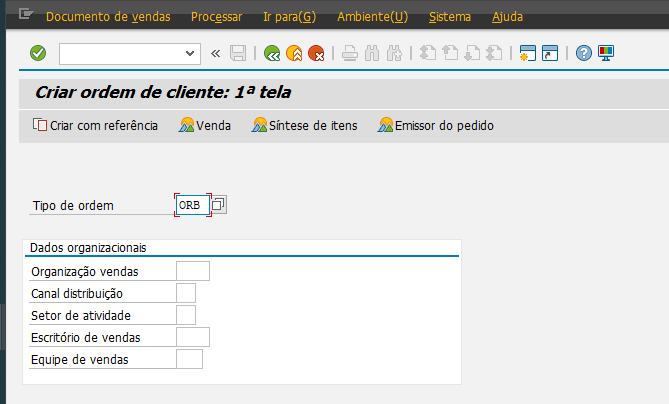 Documento de vendas Processar Ir para(G) Ambiente(U) Sistema Ajuda
Criar ordem de cliente: 1ª tela
Criar com referência Venda Síntese de itens Emissor do pedido
Tipo de ordem ORB
Dados organizacionais
Organização vendas
Canal distribuição
Setor de atividade
Escritório de vendas
Equipe de vendas